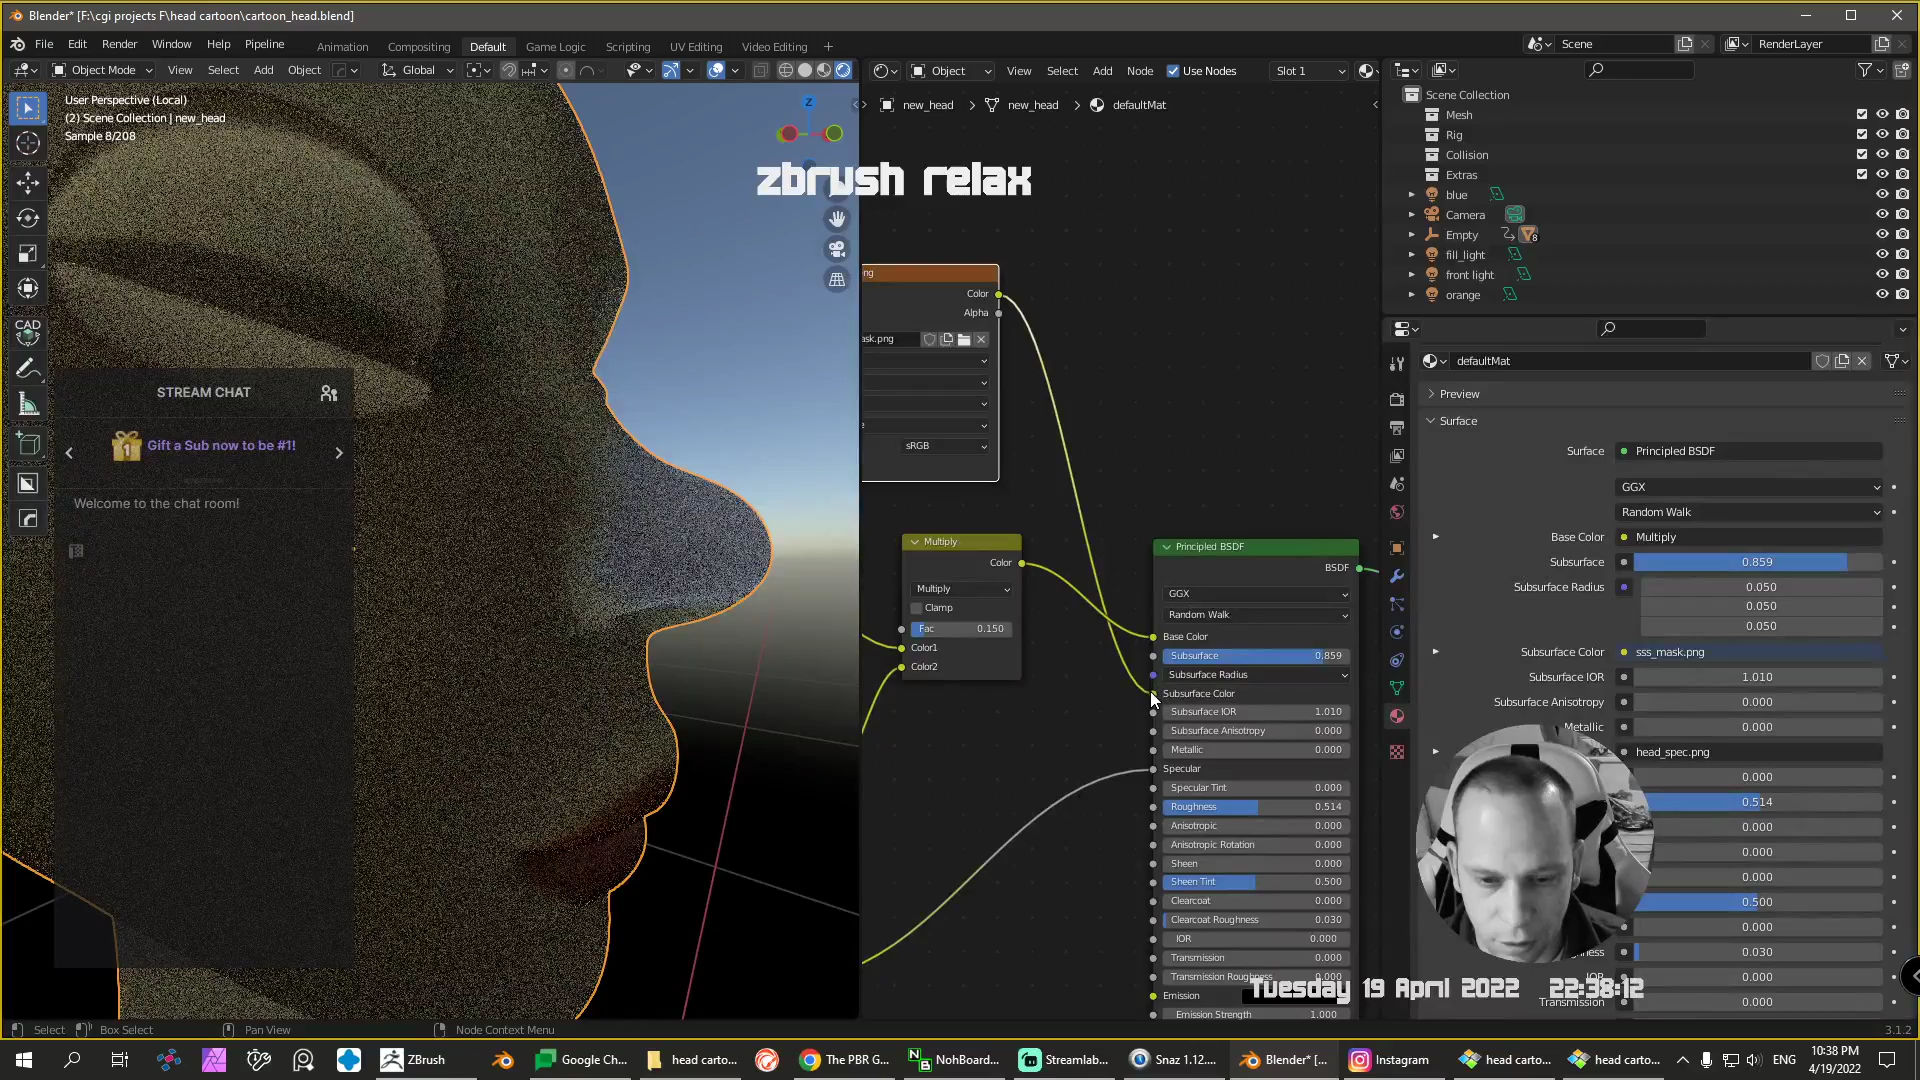 Blender* [F:\cgi projects F\head cartoon\cartoon_head.blend]
File Edit Render Window Help Pipeline Animation Compositing Default Game Logic Scripting UV Editing Video Editing + Scene RenderLayer
Object Mode View Select Add Object Global Object View Select Add Node Use Nodes Slot 1
User Perspective (Local)
(2) Scene Collection | new_head
Sample 8/208
Z
new_head > new_head > defaultMat
zbrush relax
Scene Collection
Mesh
Rig
Collision
Extras
blue
Camera
Empty 8
fill_light
front light
orange
CAD
STREAM CHAT
1 Gift a Sub now to be #1!
Welcome to the chat room!
ng
Color
Alpha
ask.png
e
sRGB
Multiply
Color
Multiply
Clamp
Fac 0.150
Color1
Color2
Principled BSDF
BSDF
GGX
Random Walk
Base Color
Subsurface 0.859
Subsurface Radius
Subsurface Color
Subsurface IOR 1.010
Subsurface Anisotropy 0.000
Metallic 0.000
Specular
Specular Tint 0.000
Roughness 0.514
Anisotropic 0.000
Anisotropic Rotation 0.000
Sheen 0.000
Sheen Tint 0.500
Clearcoat 0.000
Clearcoat Roughness 0.030
IOR 0.000
Transmission 0.000
Transmission Roughness 0.000
Emission
Emission Strength 1.000
defaultMat
Preview
Surface
Surface Principled BSDF
GGX
Random Walk
Base Color Multiply
Subsurface 0.859
Subsurface Radius 0.050
0.050
0.050
Subsurface Color sss_mask.png
Subsurface IOR 1.010
Subsurface Anisotropy 0.000
Metallic 0.000
head_spec.png
0.000
0.514
0.000
0.000
0.000
0.500
0.000
ness 0.030
IOR 0.000
Transmission 0.000
Tuesday 19 April 2022 22:38:12
Select Box Select Pan View Node Context Menu 3.1.2
ZBrush Google Ch... head carto... The PBR G... NohBoard... Streamlab... Snaz 1.12.... Blender* [... Instagram head carto... head carto... ENG 10:38 PM
4/19/2022